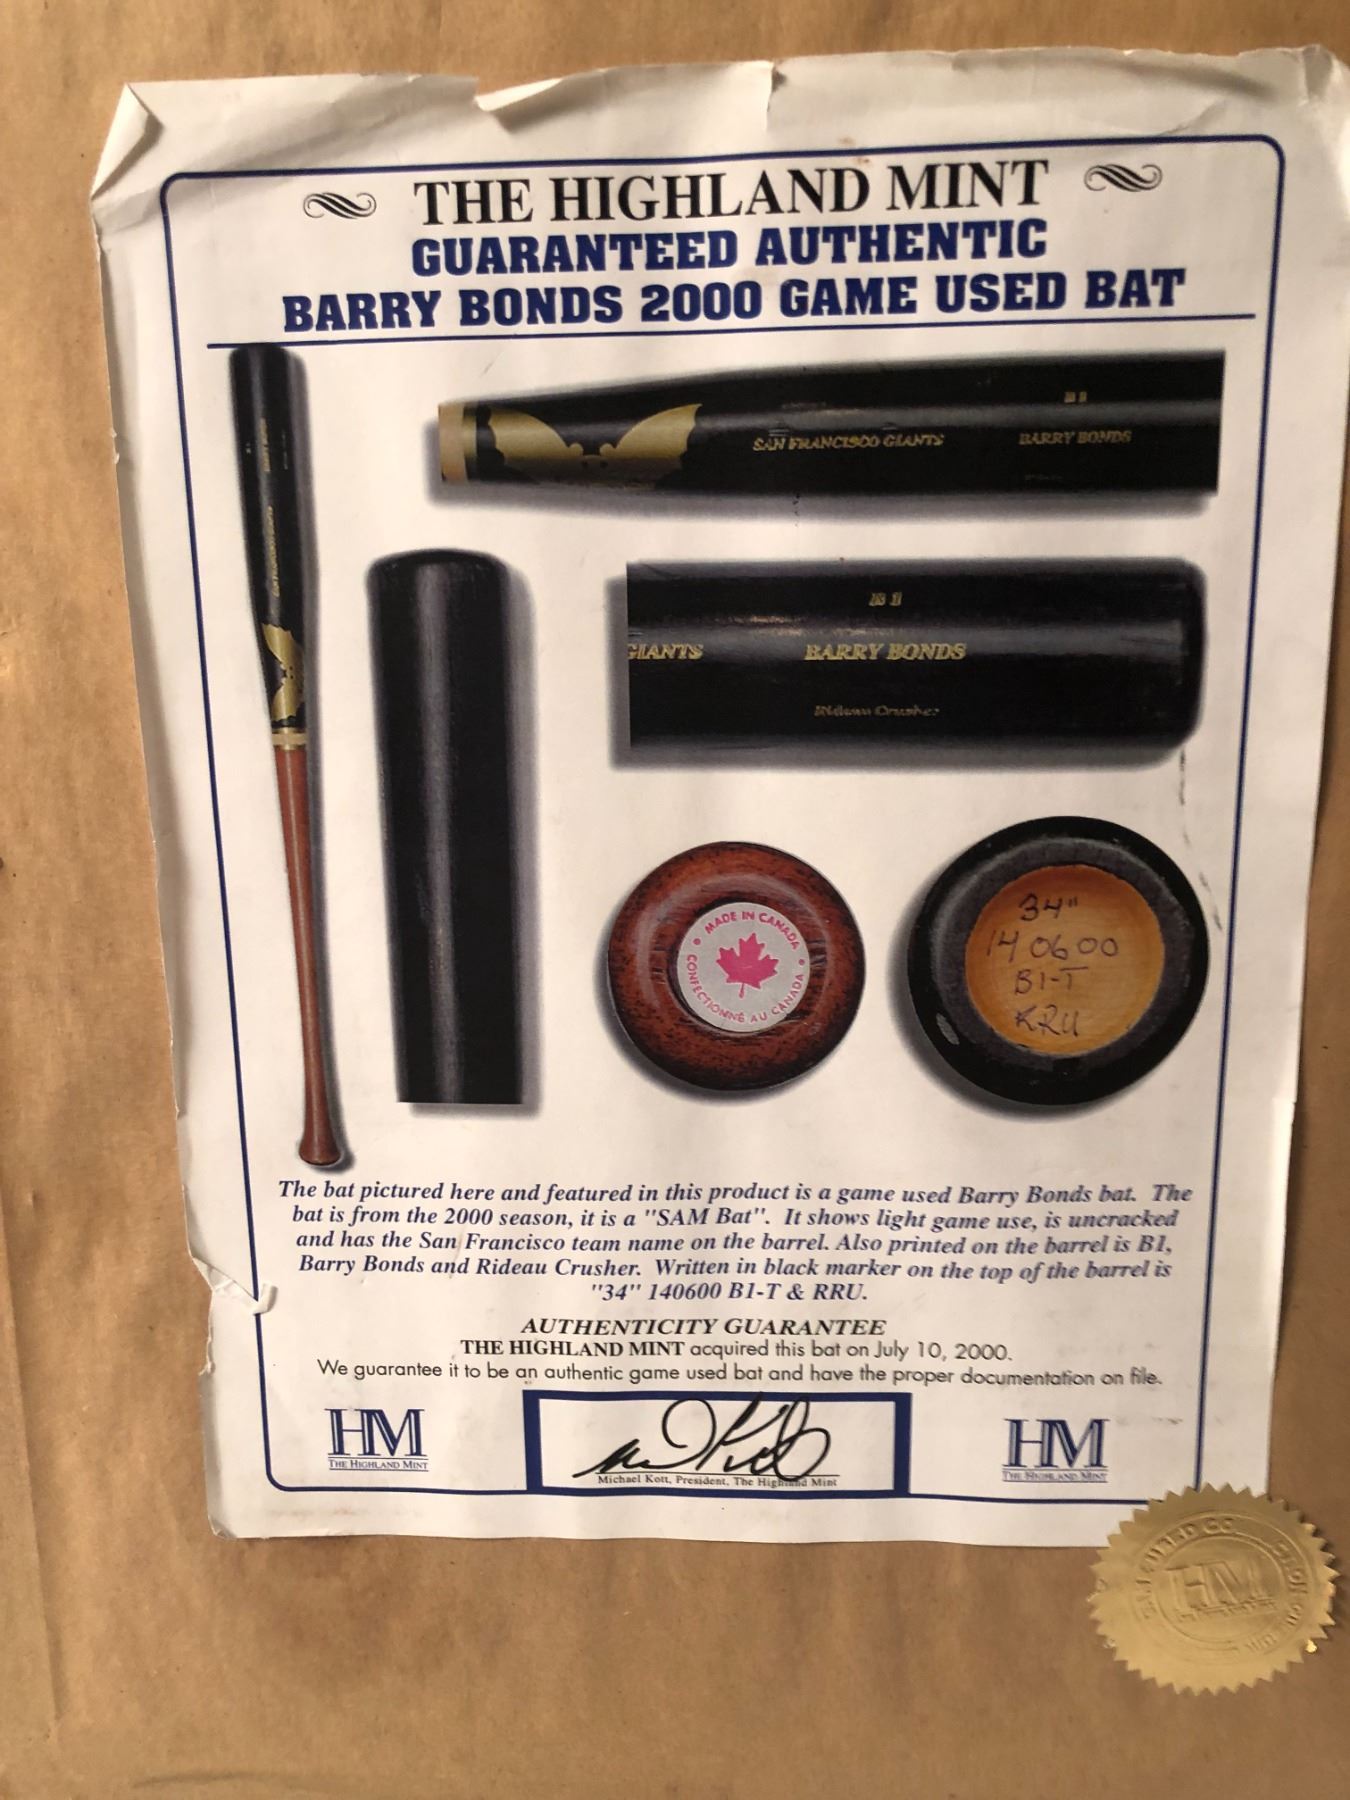 THE HIGHLAND MINT
GUARANTEED AUTHENTIC
BARRY BONDS 2000 GAME USED BAT
B1
SAN FRANCISCO GIANTS BARRY BONDS
B1
GIANTS BARRY BONDS
Rideau Crusher
MADE IN CANADA
CONFECTIONNÉ AU CANADA
34"
140600
B1-T
RRU
The bat pictured here and featured in this product is a game used Barry Bonds bat. The
bat is from the 2000 season, it is a "SAM Bat". It shows light game use, is uncracked
and has the San Francisco team name on the barrel. Also printed on the barrel is B1,
Barry Bonds and Rideau Crusher. Written in black marker on the top of the barrel is
"34" 140600 B1-T & RRU.
AUTHENTICITY GUARANTEE
THE HIGHLAND MINT acquired this bat on July 10, 2000.
We guarantee it to be an authentic game used bat and have the proper documentation on file.
HM
THE HIGHLAND MINT
Michael Kott, President, The Highland Mint
HM
THE HIGHLAND MINT
HM